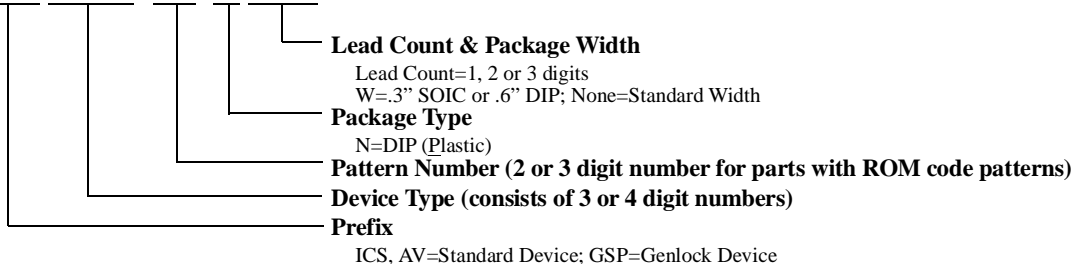 Lead Count & Package Width
Lead Count=1, 2 or 3 digits
W=.3” SOIC or .6” DIP; None=Standard Width
Package Type
N=DIP (Plastic)
Pattern Number (2 or 3 digit number for parts with ROM code patterns)
Device Type (consists of 3 or 4 digit numbers)
Prefix
ICS, AV=Standard Device; GSP=Genlock Device